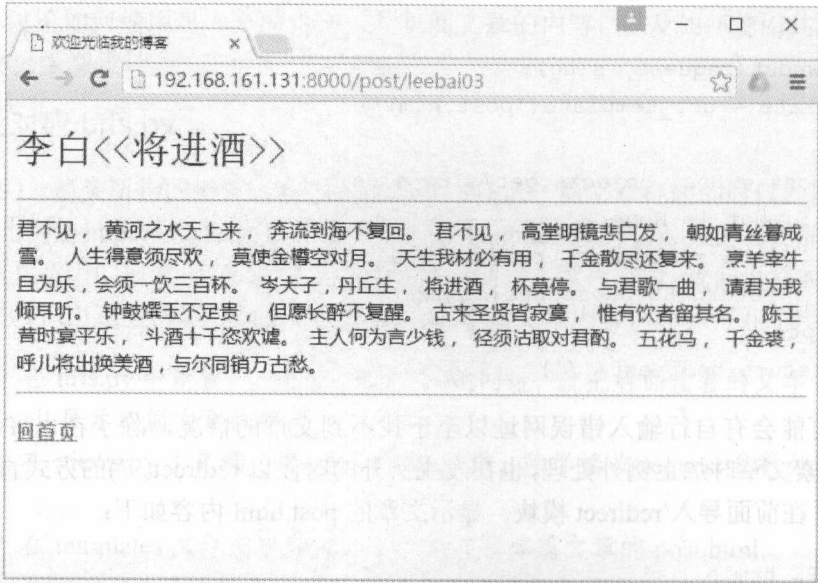 欢迎光临我的博客
192.168.161.131:8000/post/leebai03
李白<<将进酒>>
君不见 , 黄河之水天上来 , 奔流到海不复回。 君不见 , 高堂明镜悲白发 , 朝如青丝暮成
雪。 人生得意须尽欢 , 莫使金樽空对月。 天生我材必有用 , 千金散尽还复来。 烹羊宰牛
且为乐 , 会须一饮三百杯。 岑夫子 , 丹丘生 , 将进酒 , 杯莫停。 与君歌一曲 , 请君为我
倾耳听。 钟鼓馔玉不足贵 , 但愿长醉不复醒。 古来圣贤皆寂寞 , 惟有饮者留其名。 陈王
昔时宴平乐 , 斗酒十千恣欢谑。 主人何为言少钱 , 径须沽取对君酌。 五花马 , 千金裘 ,
呼儿将出换美酒 , 与尔同销万古愁。
回首页